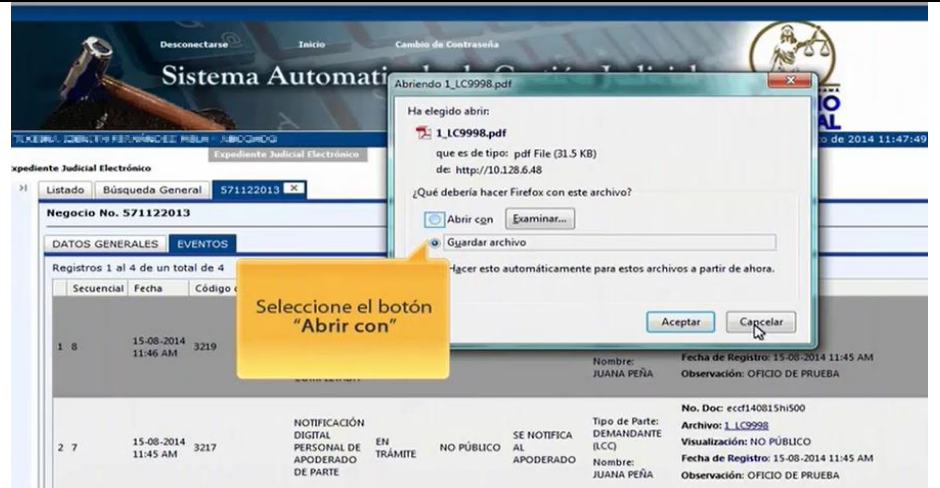 Desconectarse Inicio Cambio de Contraseña
Sistema Automati
Expediente Judicial Electrónico
de 2014 11:47:49
xpediente Judicial Electrónico
Listado Búsqueda General 571122013
Negocio No. 571122013
DATOS GENERALES EVENTOS
Registros 1 al 4 de un total de 4
Secuencial Fecha Código
Abriendo 1_LC9998.pdf
Ha elegido abrir:
1_LC9998.pdf
que es de tipo: pdf File (31.5 KB)
de: http://10.128.6.48
¿Qué debería hacer Firefox con este archivo?
Abrir con Examinar...
Guardar archivo
Hacer esto automáticamente para estos archivos a partir de ahora.
Aceptar Cancelar
Seleccione el botón
“Abrir con”
1 8 15-08-2014
11:46 AM 3219
Nombre:
JUANA PEÑA
Fecha de Registro: 15-08-2014 11:45 AM
Observación: OFICIO DE PRUEBA
2 7 15-08-2014
11:45 AM 3217
NOTIFICACIÓN
DIGITAL
PERSONAL DE
APODERADO
DE PARTE
EN
TRÁMITE
NO PÚBLICO
SE NOTIFICA
AL
APODERADO
Tipo de Parte:
DEMANDANTE
(LCC)
Nombre:
JUANA PEÑA
No. Doc: eccf140815hi500
Archivo: 1_LC9998
Visualización: NO PÚBLICO
Fecha de Registro: 15-08-2014 11:45 AM
Observación: OFICIO DE PRUEBA